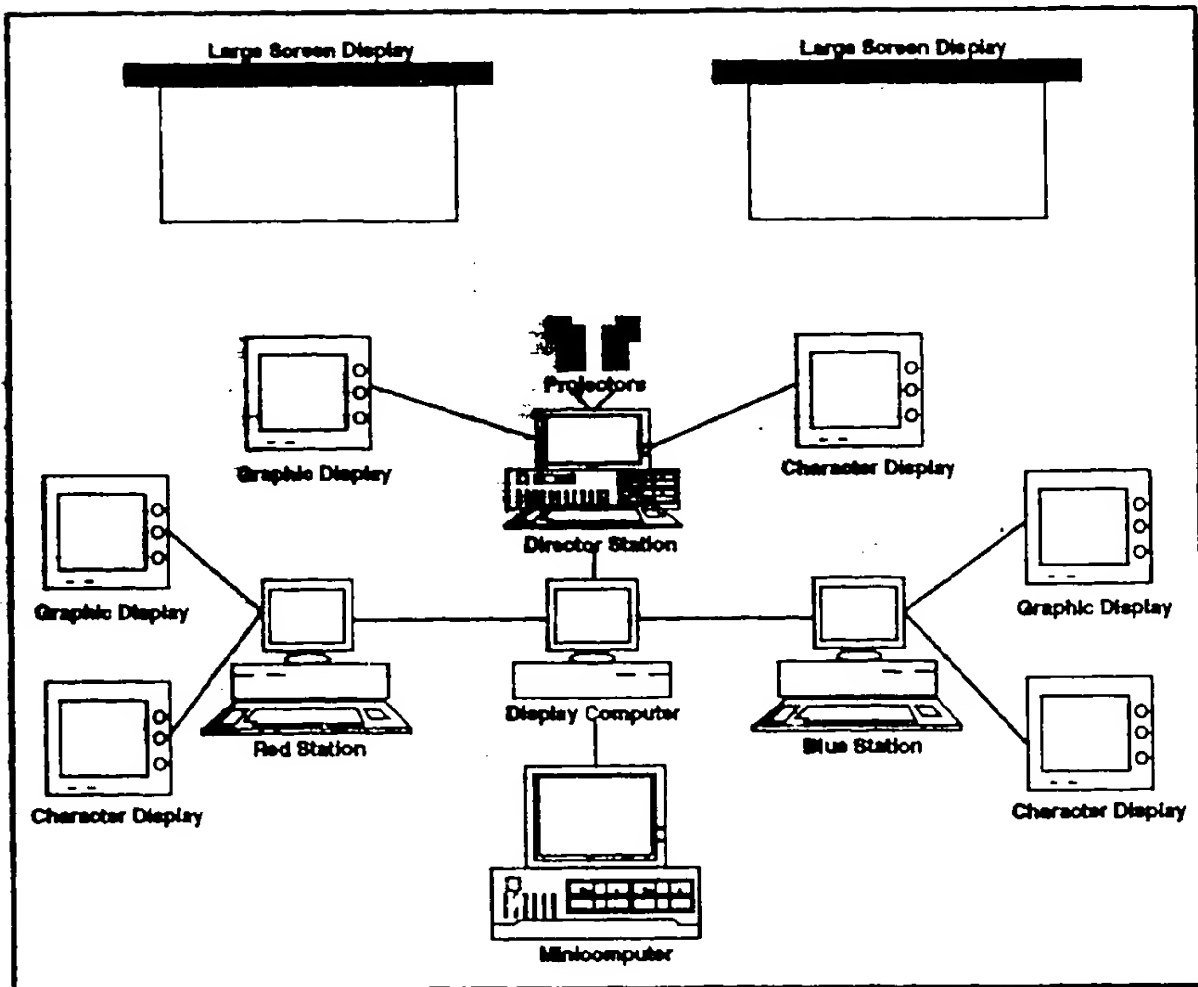 Large Screen Display
Large Screen Display
Projectors
Graphic Display
Character Display
Director Station
Graphic Display
Graphic Display
Display Computer
Red Station
Blue Station
Character Display
Character Display
Minicomputer